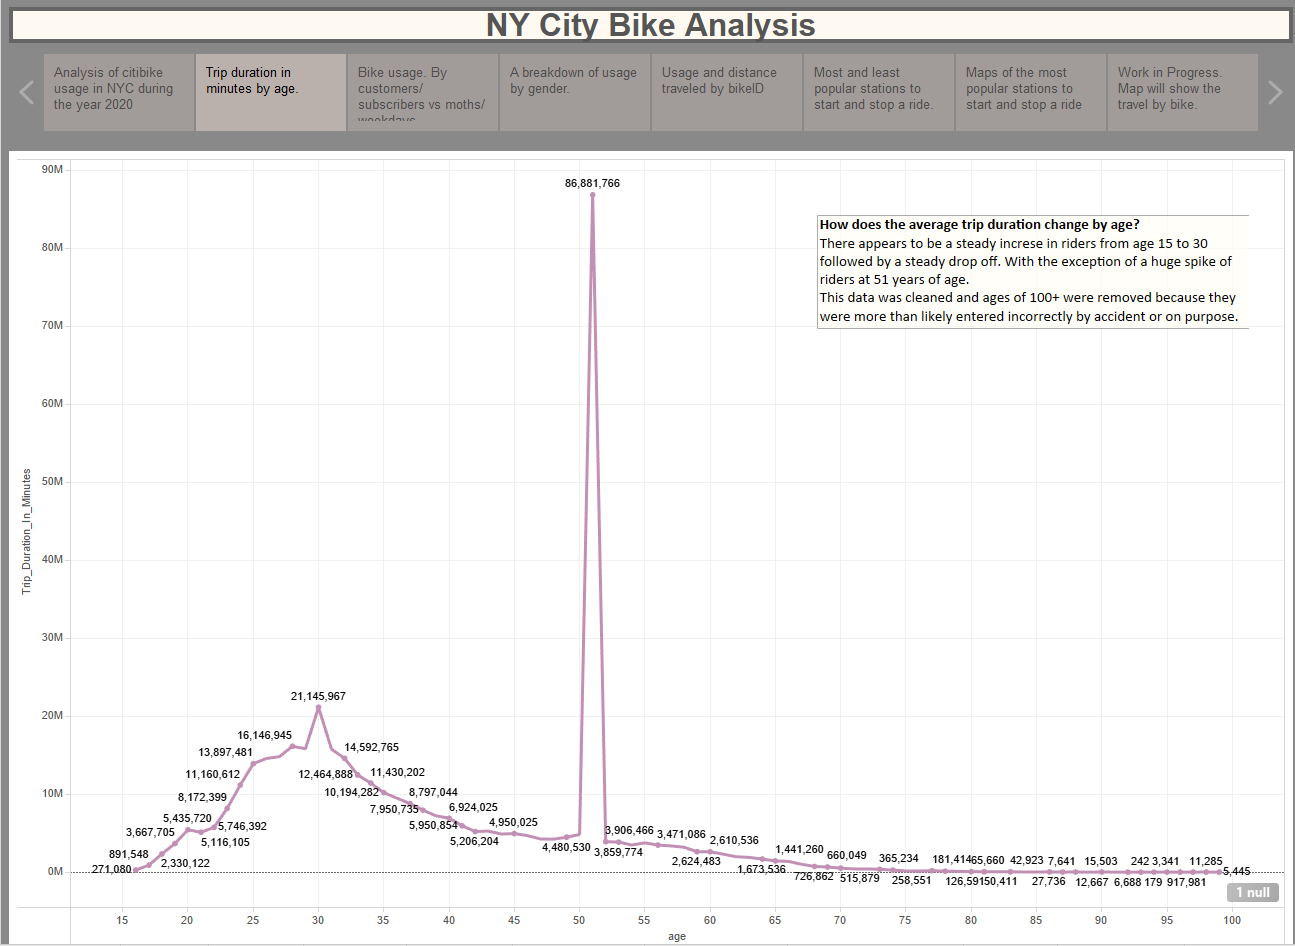 NY City Bike Analysis
Analysis of citibike
usage in NYC during
the year 2020
Trip duration in
minutes by age.
Bike usage. By
customers/
subscribers vs moths/
weekdays
A breakdown of usage
by gender.
Usage and distance
traveled by bikeID
Most and least
popular stations to
start and stop a ride.
Maps of the most
popular stations to
start and stop a ride
Work in Progress.
Map will show the
travel by bike.
How does the average trip duration change by age?
There appears to be a steady increse in riders from age 15 to 30
followed by a steady drop off. With the exception of a huge spike of
riders at 51 years of age.
This data was cleaned and ages of 100+ were removed because they
were more than likely entered incorrectly by accident or on purpose.
Trip_Duration_In_Minutes
90M
80M
70M
60M
50M
40M
30M
20M
10M
0M
271,080
891,548
2,330,122
3,667,705
5,435,720
5,116,105
5,746,392
8,172,399
11,160,612
13,897,481
16,146,945
21,145,967
14,592,765
12,464,888
11,430,202
10,194,282
8,797,044
7,950,735
6,924,025
5,950,854
5,206,204
4,950,025
4,480,530
86,881,766
3,906,466
3,859,774
3,471,086
2,624,483
2,610,536
1,673,536
1,441,260
726,862
660,049
515,879
365,234
258,551
181,414
126,591
65,660
50,411
42,923
27,736
7,641
12,667
15,503
6,688
242
179
3,341
917,981
11,285
5,445
1 null
15 20 25 30 35 40 45 50 55 60 65 70 75 80 85 90 95 100
age